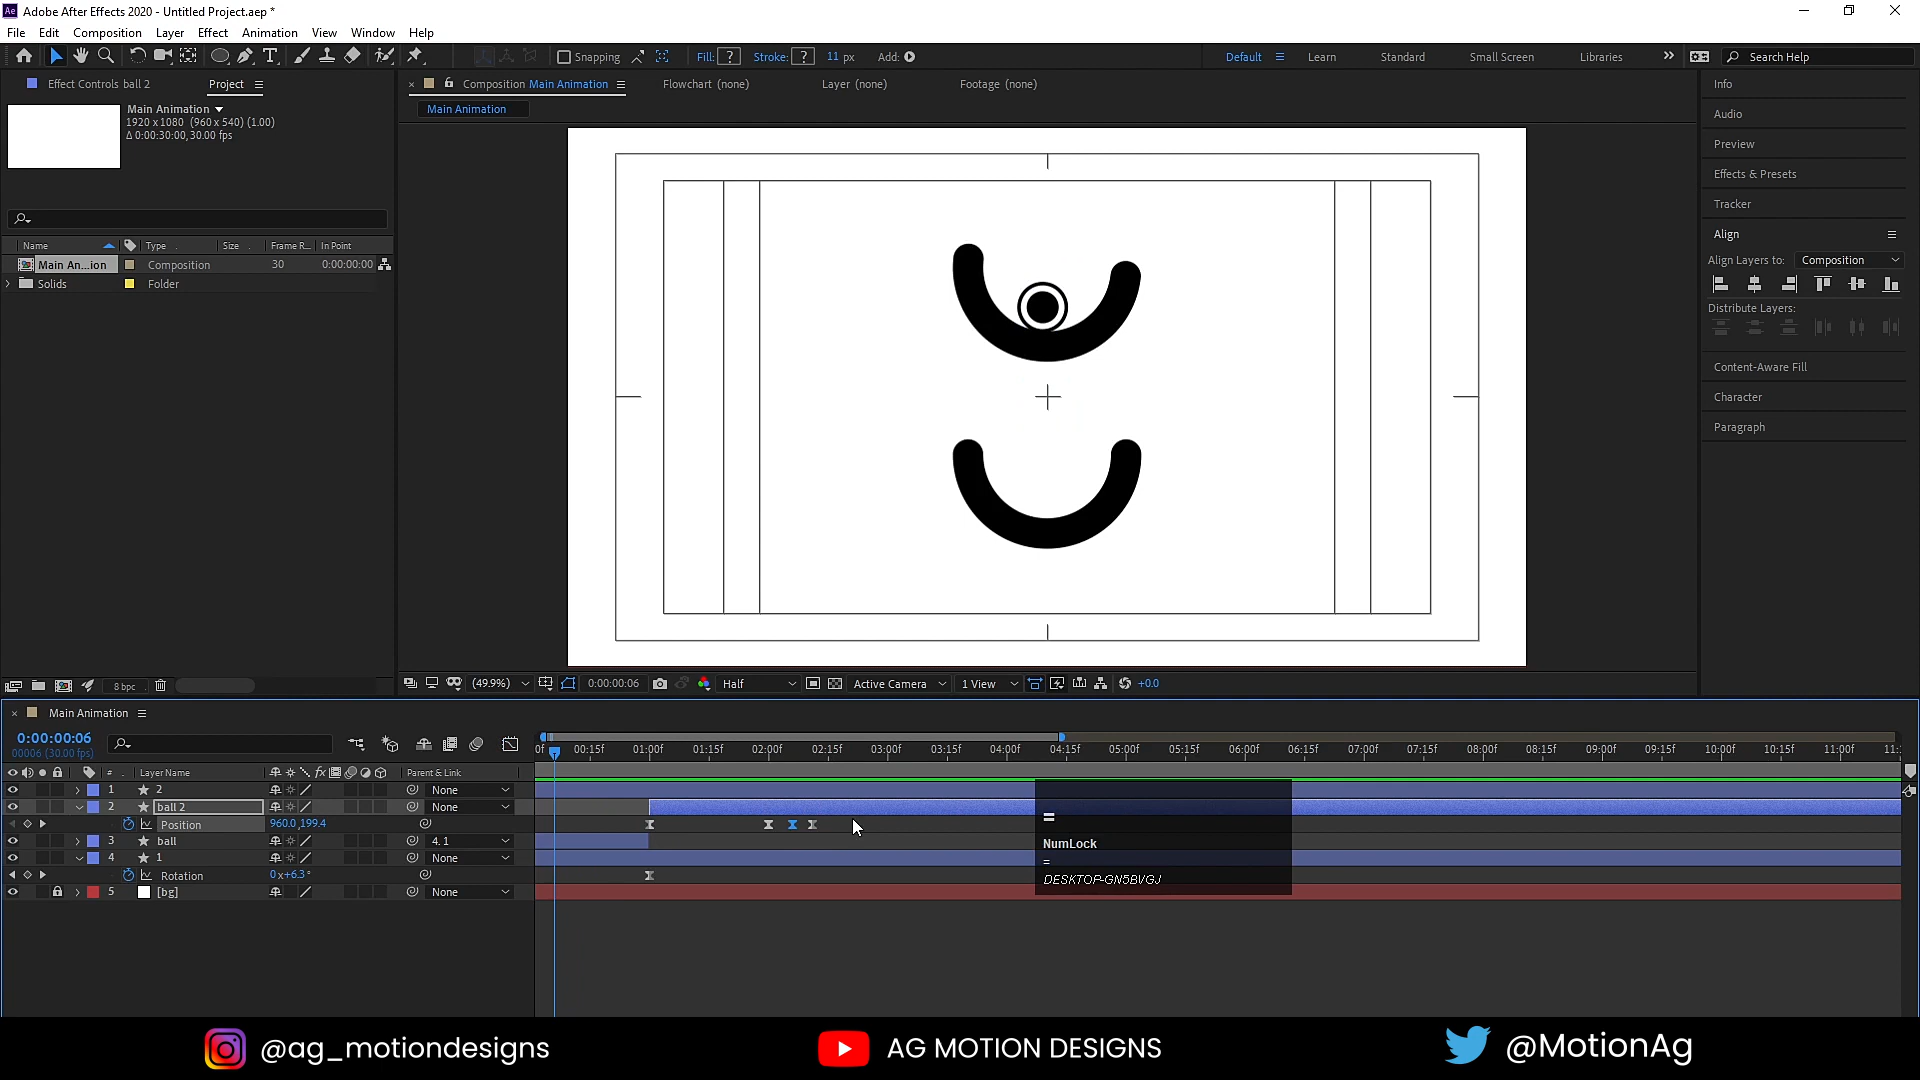 Adobe After Effects 2020 - Untitled Project.aep *
File Edit Composition Layer Effect Animation View Window Help
Snapping Fill: ? Stroke: ? 11 px Add: Default Learn Standard Small Screen Libraries Search Help
Effect Controls ball 2 Project
Composition Main Animation Flowchart (none) Layer (none) Footage (none)
Main Animation
Main Animation
1920 x 1080 (960 x 540) (1.00)
Δ 0:00:30:00, 30.00 fps
Name Type Size Frame R... In Point
Main An...ion Composition 30 0:00:00:00
Solids Folder
Info
Audio
Preview
Effects & Presets
Tracker
Align
Align Layers to: Composition
Distribute Layers:
Content-Aware Fill
Character
Paragraph
8 bpc
(49.9%) 0:00:00:06 Half Active Camera 1 View +0.0
Main Animation
0:00:00:06
00006 (30.00 fps)
0f 00:15f 01:00f 01:15f 02:00f 02:15f 03:00f 03:15f 04:00f 04:15f 05:00f 05:15f 06:00f 06:15f 07:00f 07:15f 08:00f 08:15f 09:00f 09:15f 10:00f 10:15f 11:00f 11:
# Layer Name fx Parent & Link
1 2 None
2 ball 2 None
Position 960.0,199.4
3 ball 4. 1
4 1 None
Rotation 0x+6.3°
5 [bg] None
=
NumLock
=
DESKTOP-GN5BVGJ
@ag_motiondesigns AG MOTION DESIGNS @MotionAg